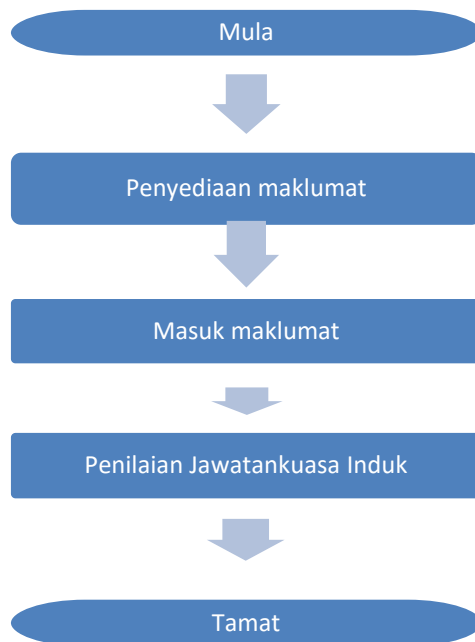 Mula
Penyediaan maklumat
Masuk maklumat
Penilaian Jawatankuasa Induk
Tamat